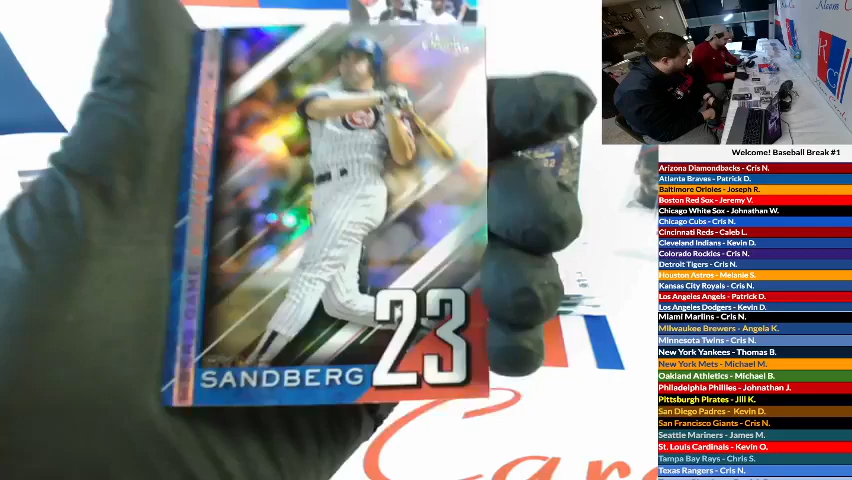 23
SANDBERG
Car
Welcome! Baseball Break #1
Arizona Diamondbacks - Cris N.
Atlanta Braves - Patrick D.
Baltimore Orioles - Joseph R.
Boston Red Sox - Jeremy V.
Chicago White Sox - Johnathan W.
Chicago Cubs - Cris N.
Cincinnati Reds - Caleb L.
Cleveland Indians - Kevin D.
Colorado Rockies - Cris N.
Detroit Tigers - Cris N.
Houston Astros - Melanie S.
Kansas City Royals - Cris N.
Los Angeles Angels - Patrick D.
Los Angeles Dodgers - Kevin D.
Miami Marlins - Cris N.
Milwaukee Brewers - Angela K.
Minnesota Twins - Cris N.
New York Yankees - Thomas B.
New York Mets - Michael M.
Oakland Athletics - Michael B.
Philadelphia Phillies - Johnathan J.
Pittsburgh Pirates - Jill K.
San Diego Padres - Kevin D.
San Francisco Giants - Cris N.
Seattle Mariners - James M.
St. Louis Cardinals - Kevin O.
Tampa Bay Rays - Chris S.
Texas Rangers - Cris N.